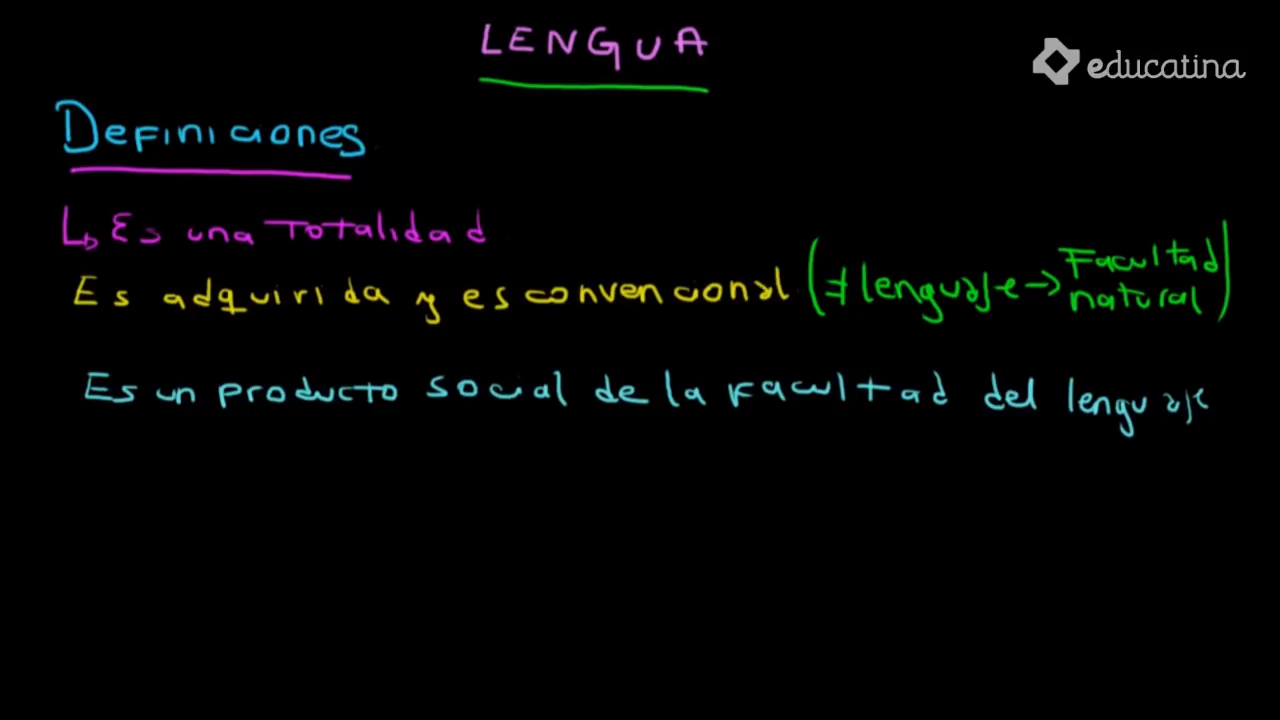 LENGUA
educatina
Definiciones
↳ Es una totalidad
Es adquirida y es convencional (≠ lenguaje → Facultad natural)
Es un producto social de la facultad del lenguaje